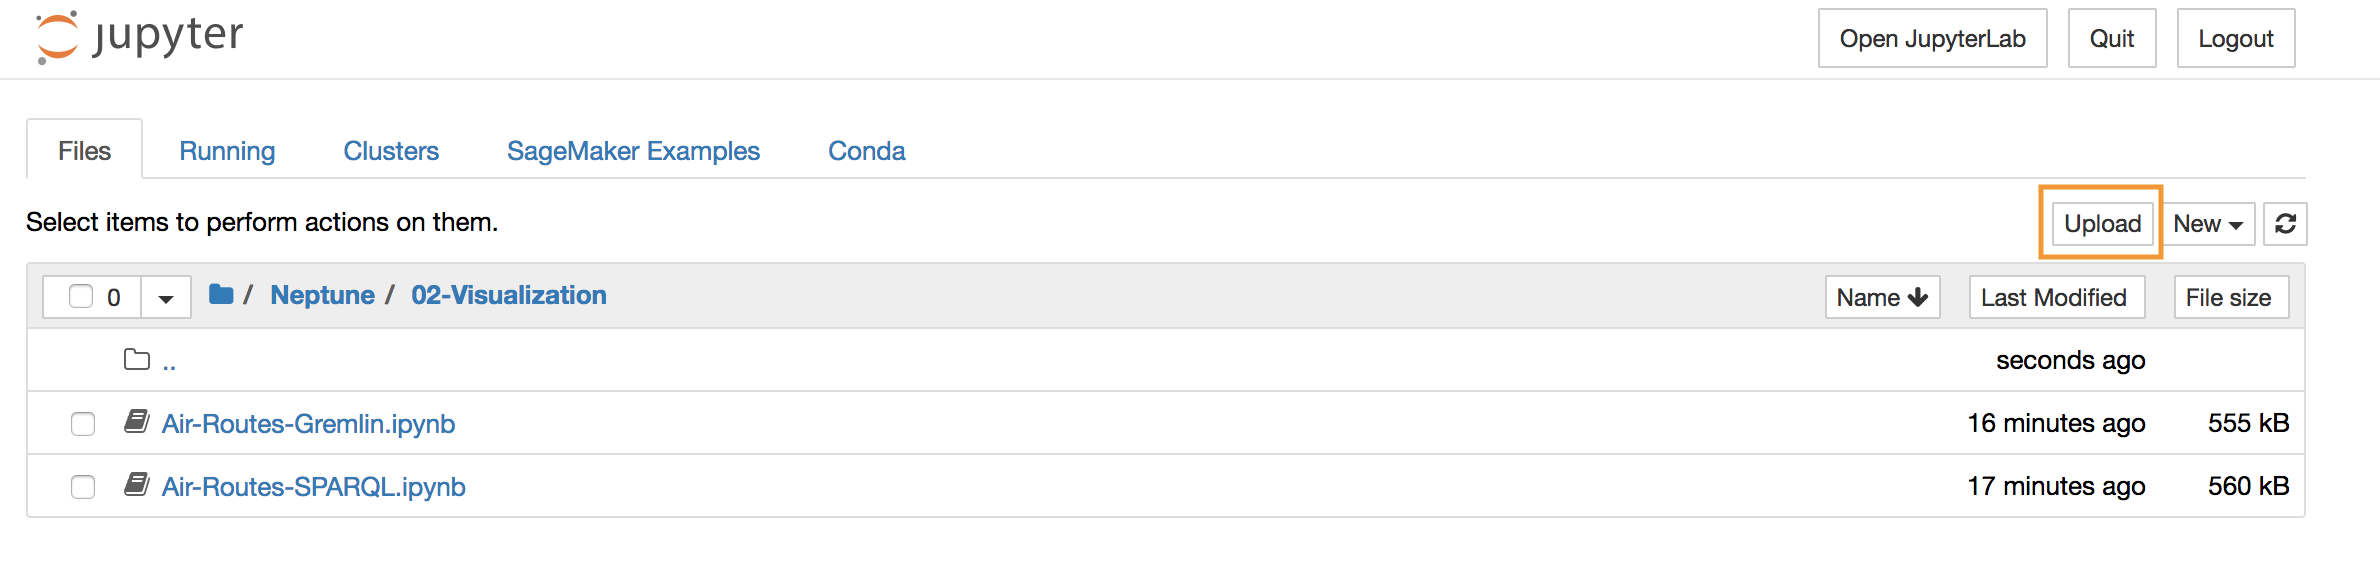 jupyter
Open JupyterLab Quit Logout
Files Running Clusters SageMaker Examples Conda
Select items to perform actions on them.
Upload New
0 / Neptune / 02-Visualization Name Last Modified File size
.. seconds ago
Air-Routes-Gremlin.ipynb 16 minutes ago 555 kB
Air-Routes-SPARQL.ipynb 17 minutes ago 560 kB